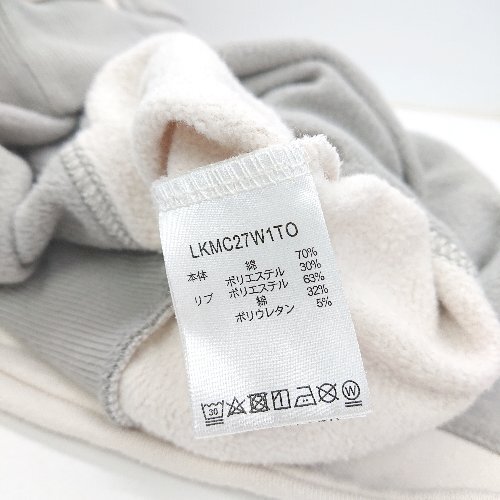 LKMC27W1TO
本体 綿 70%
ポリエステル 30%
リブ ポリエステル 63%
綿 32%
ポリウレタン 5%
30 W